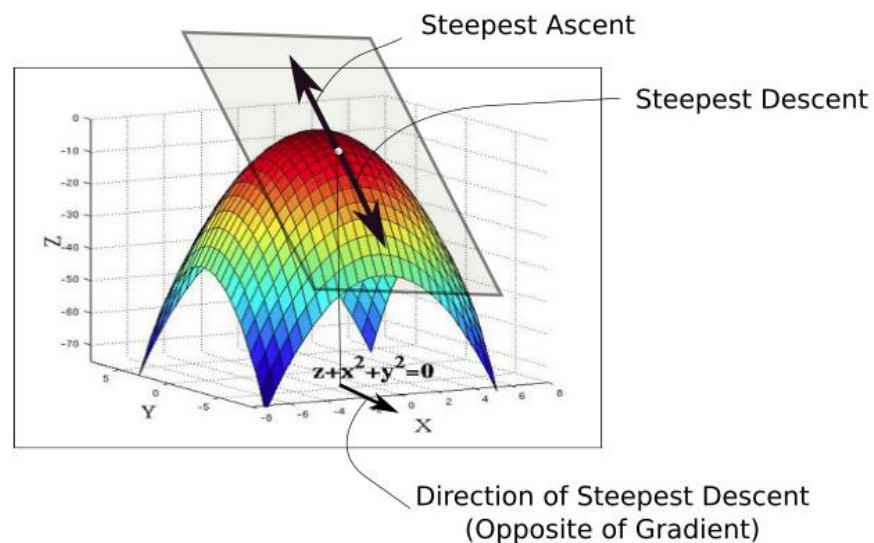 Steepest Ascent
Steepest Descent
0
-10
-20
-30
-40
-50
-60
-70
Z
5
0
-5
Y
z+x²+y²=0
-8
-6
-4
-2
0
2
4
6
8
X
Direction of Steepest Descent
(Opposite of Gradient)